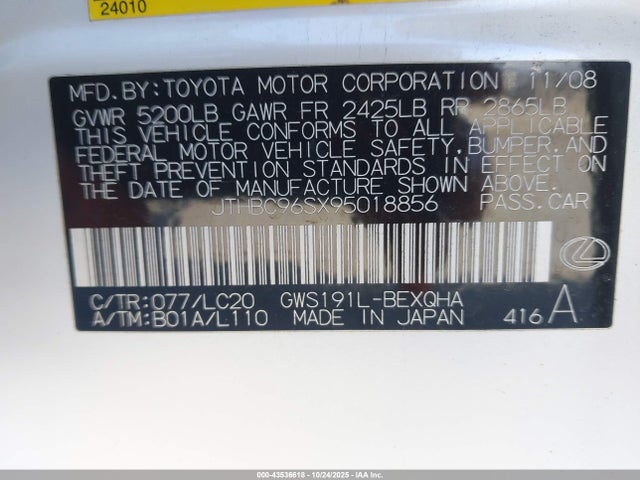 24010
MFD.BY:TOYOTA MOTOR CORPORATION 11/08
GVWR 5200LB GAWR FR 2425LB RR 2865LB
THIS VEHICLE CONFORMS TO ALL APPLICABLE
FEDERAL MOTOR VEHICLE SAFETY,BUMPER,AND
THEFT PREVENTION STANDARDS IN EFFECT ON
THE DATE OF MANUFACTURE SHOWN ABOVE.
JTHBC96SX95018856 PASS.CAR
C/TR:077/LC20 GWS191L-BEXQHA
A/TM:B01A/L110 MADE IN JAPAN 416A
000-43536618 - 10/24/2025 - IAA, Inc.